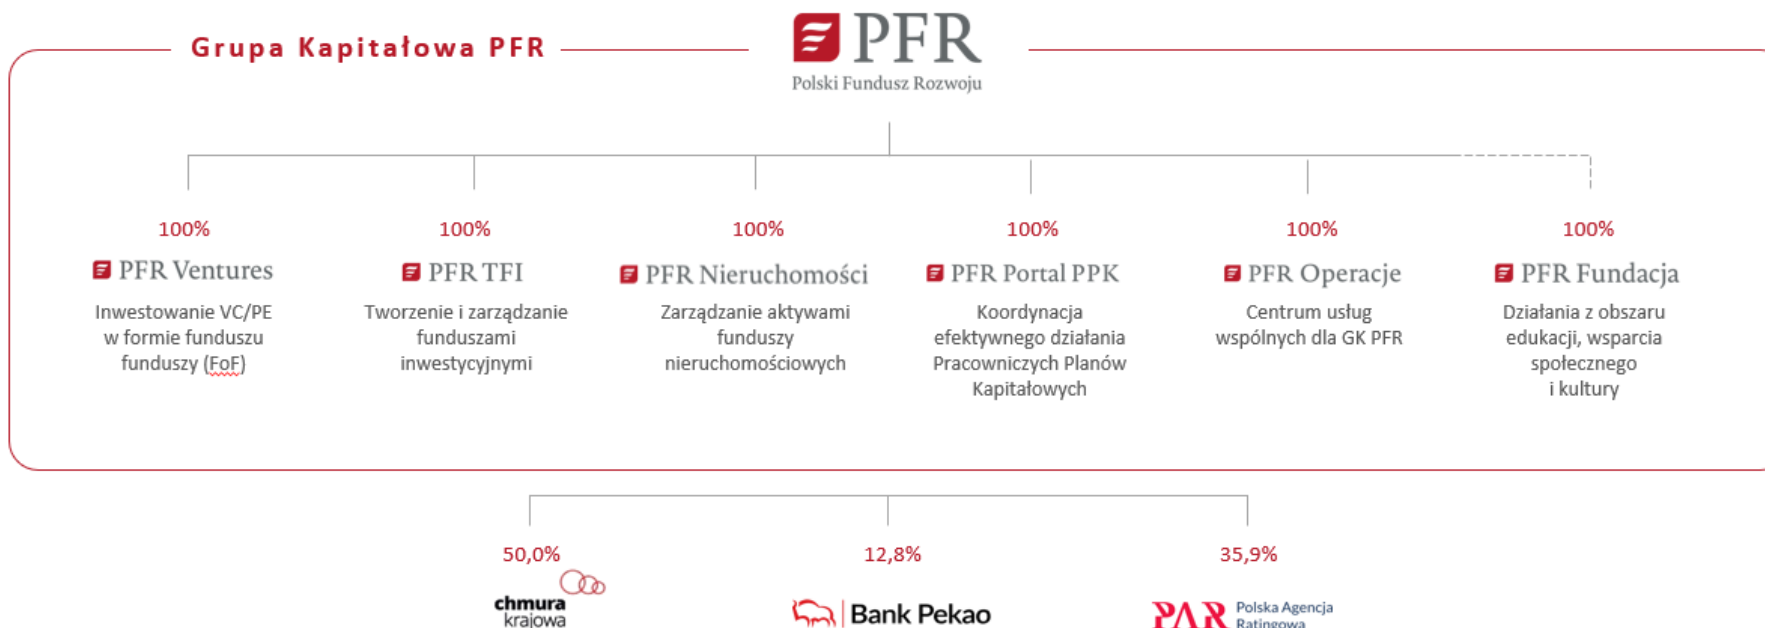 Grupa Kapitałowa PFR
PFR
Polski Fundusz Rozwoju
100%
PFR Ventures
Inwestowanie VC/PE
w formie funduszu
funduszy (FoF)
100%
PFR TFI
Tworzenie i zarządzanie
funduszami
inwestycyjnymi
100%
PFR Nieruchomości
Zarządzanie aktywami
funduszy
nieruchomościowych
100%
PFR Portal PPK
Koordynacja
efektywnego działania
Pracowniczych Planów
Kapitałowych
100%
PFR Operacje
Centrum usług
wspólnych dla GK PFR
100%
PFR Fundacja
Działania z obszaru
edukacji, wsparcia
społecznego
i kultury
50,0%
chmura
krajowa
12,8%
Bank Pekao
35,9%
PAR
Polska Agencja
Ratingowa